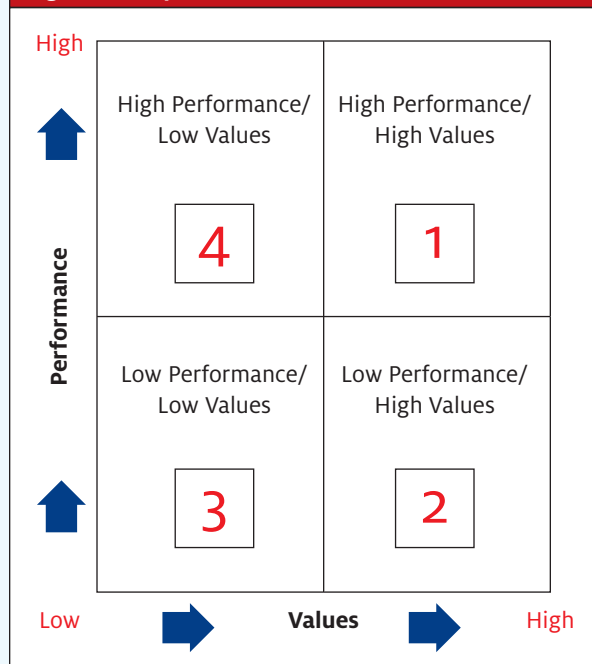 High
High Performance/
Low Values
High Performance/
High Values
4
1
Performance
Low Performance/
Low Values
Low Performance/
High Values
3
2
Low
Values
High